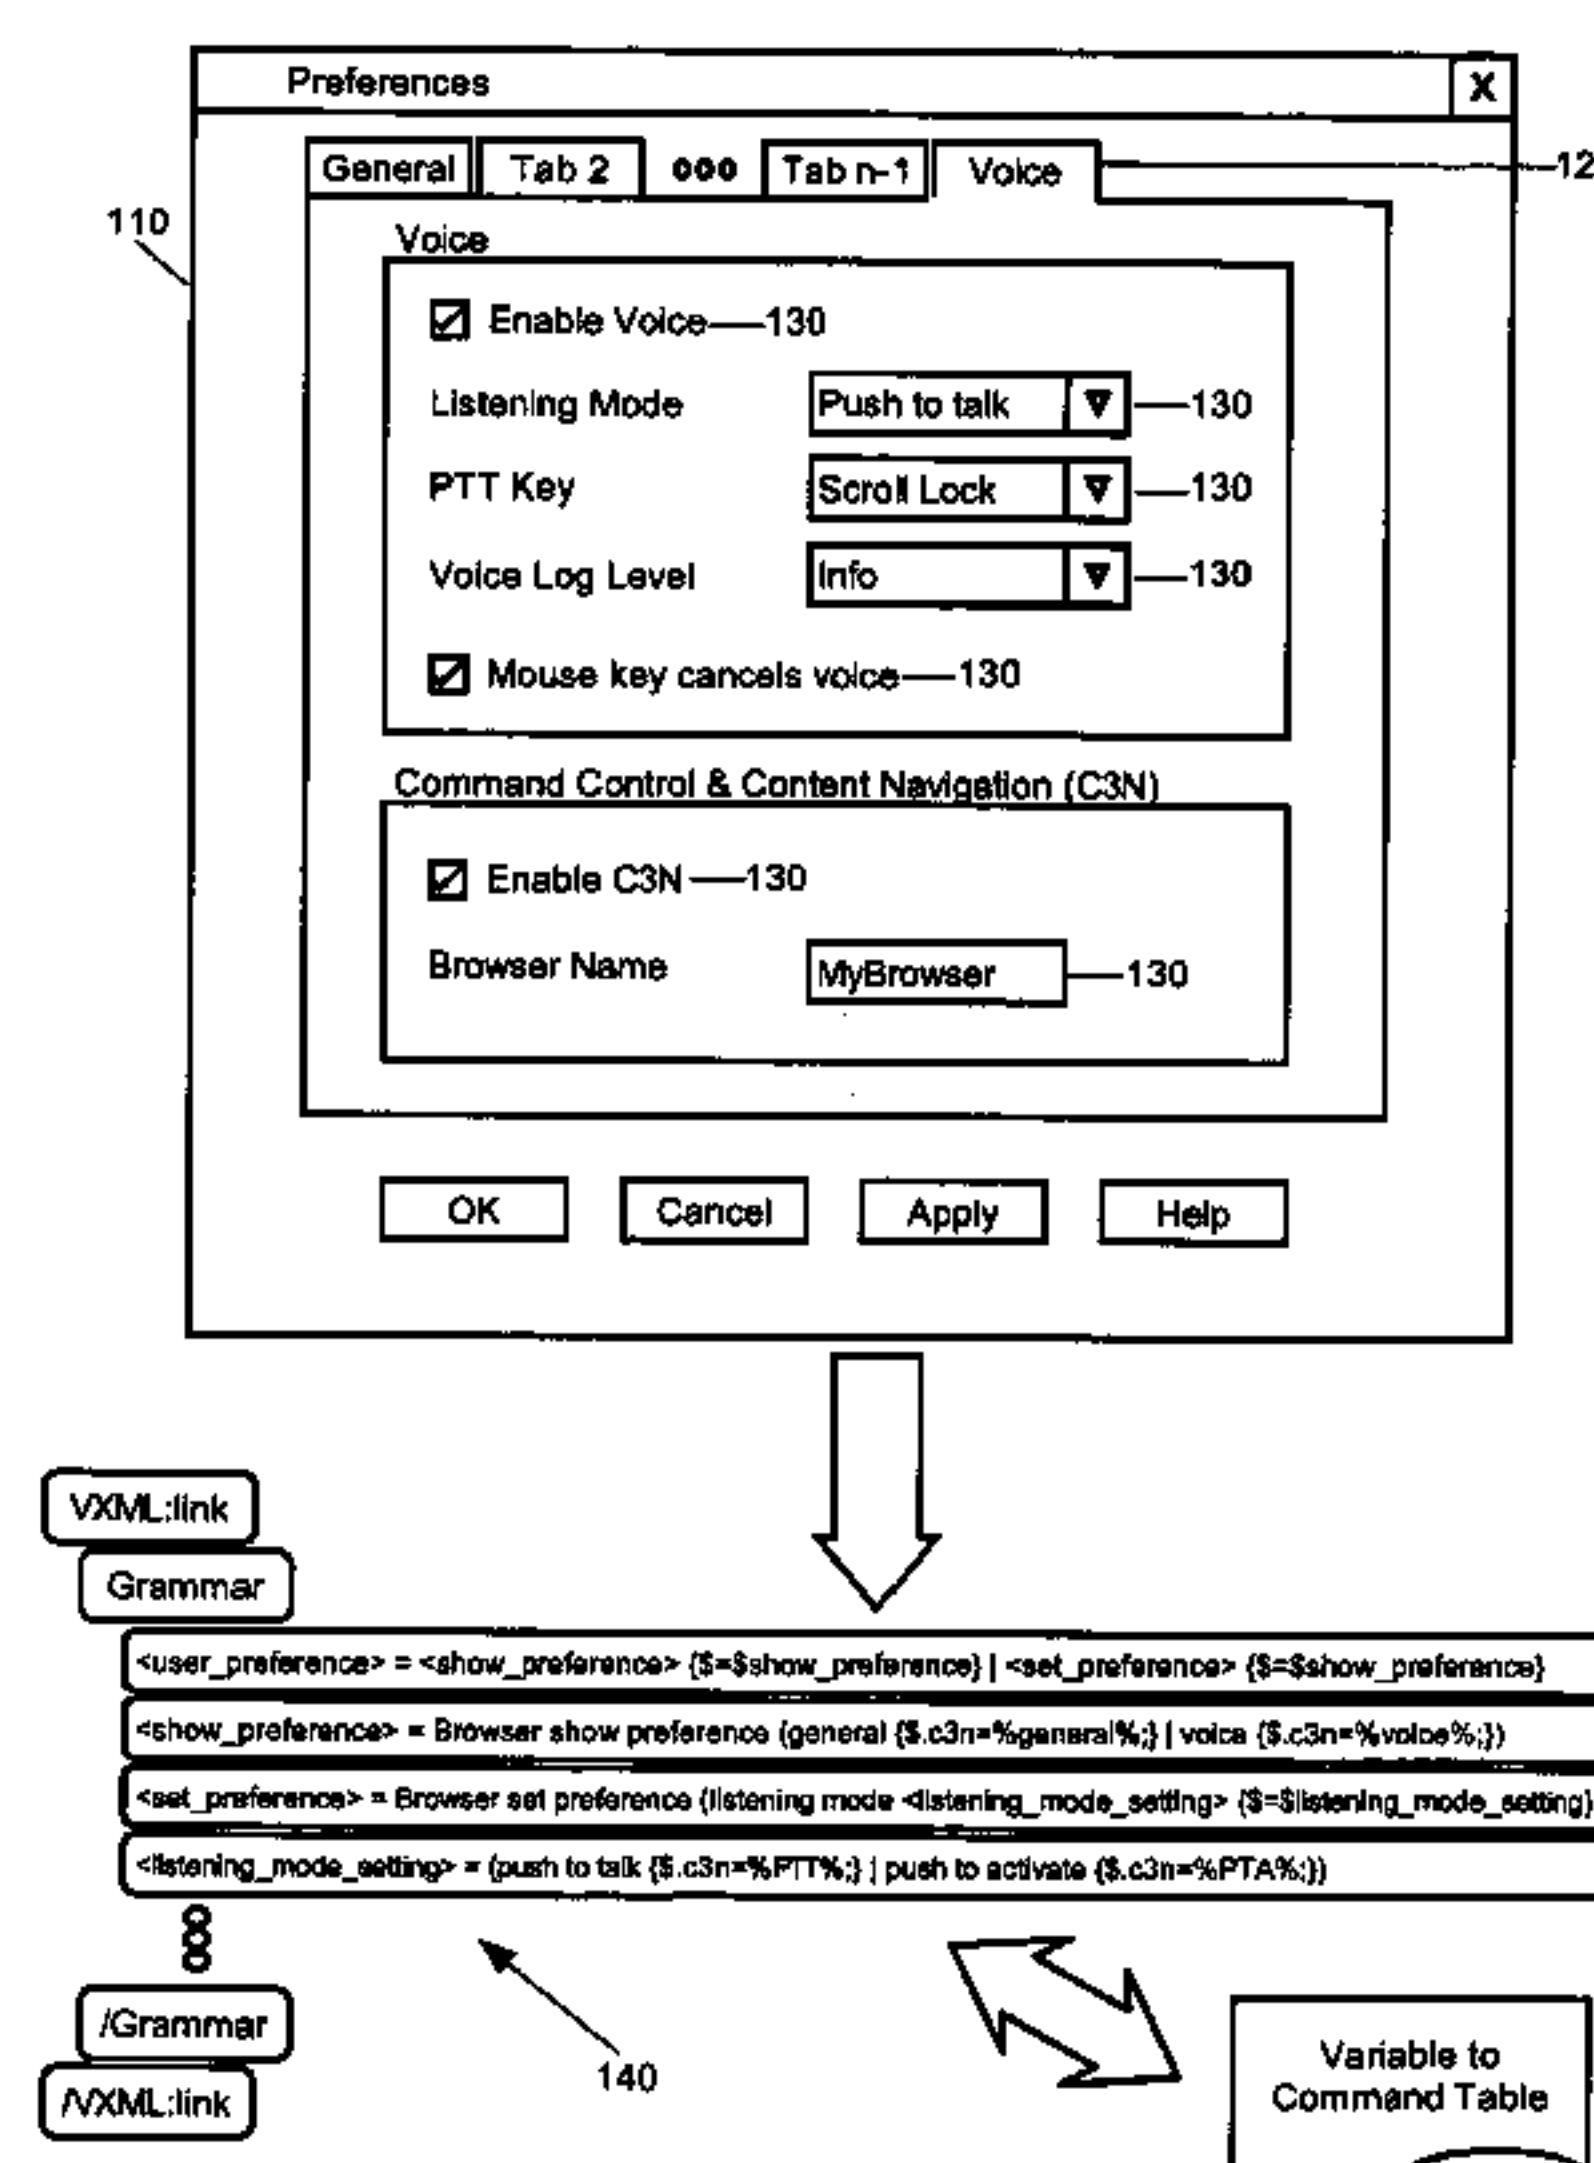 Preferences X
General Tab 2 ooo Tab n-1 Voice 12
110
Voice
Enable Voice 130
Listening Mode Push to talk 130
PTT Key Scroll Lock 130
Voice Log Level Info 130
Mouse key cancels voice 130
Command Control & Content Navigation (C3N)
Enable C3N 130
Browser Name MyBrowser 130
OK Cancel Apply Help
VXML:link
Grammar
<user_preference> = <show_preference> {$=$show_preference} | <set_preference> {$=$show_preference}
<show_preference> = Browser show preference (general {$.c3n=%general%;} | voice {$.c3n=%voice%;})
<set_preference> = Browser set preference (listening mode <listening_mode_setting> {$=$listening_mode_setting}
<listening_mode_setting> = (push to talk {$.c3n=%PTT%;} | push to activate {$.c3n=%PTA%;})
/Grammar
/VXML:link
140
Variable to
Command Table